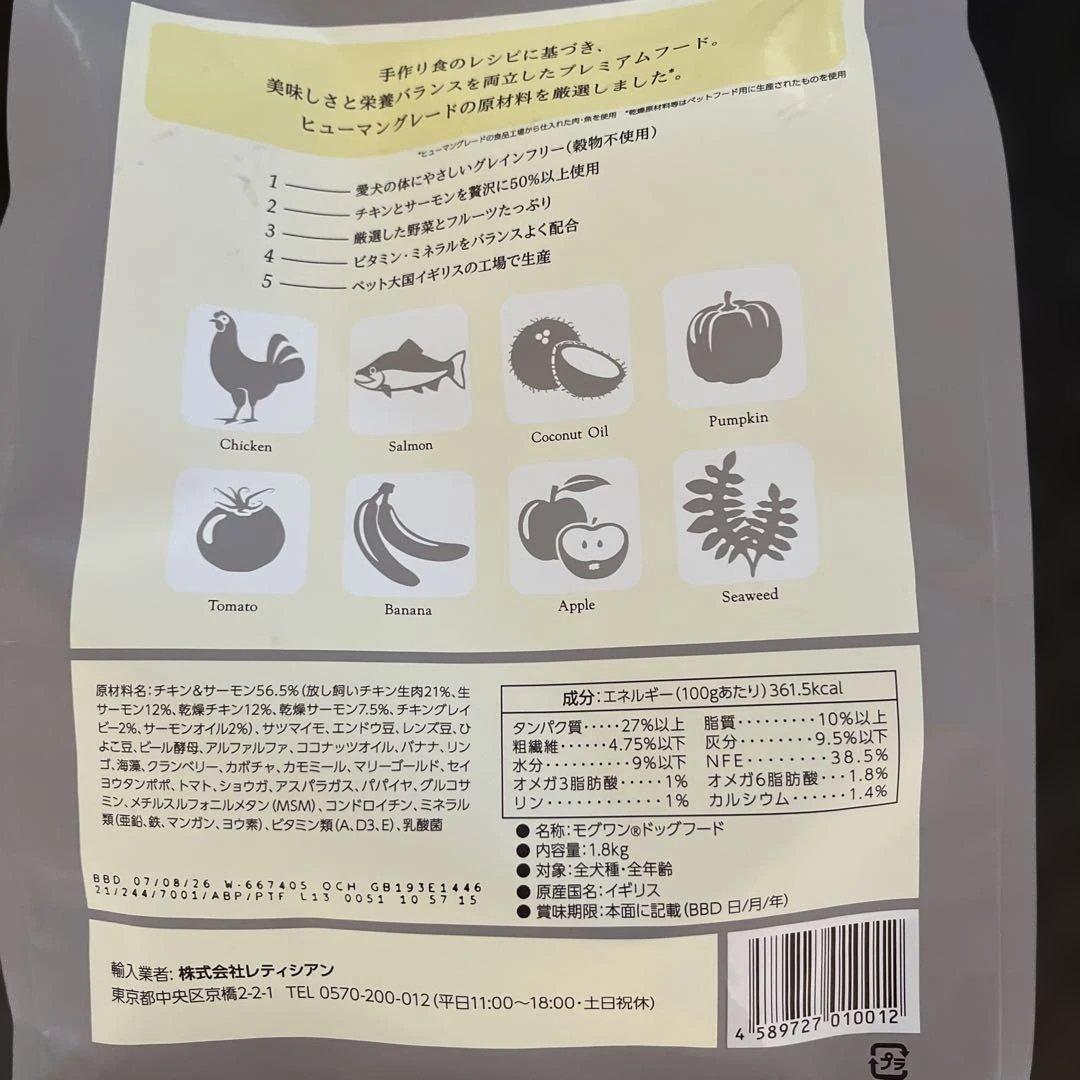 手作り食のレシピに基づき、
美味しさと栄養バランスを両立したプレミアムフード。
ヒューマングレードの原材料を厳選しました*。
*ヒューマングレードの食品工場から仕入れた肉・魚を使用 *乾燥原材料等はペットフード用に生産されたものを使用
1 愛犬の体にやさしいグレインフリー(穀物不使用)
2 チキンとサーモンを贅沢に50%以上使用
3 厳選した野菜とフルーツたっぷり
4 ビタミン・ミネラルをバランスよく配合
5 ペット大国イギリスの工場で生産
Chicken
Salmon
Coconut Oil
Pumpkin
Tomato
Banana
Apple
Seaweed
原材料名:チキン&サーモン56.5%(放し飼いチキン生肉21%、生
サーモン12%、乾燥チキン12%、乾燥サーモン7.5%、チキングレイ
ビー2%、サーモンオイル2%)、サツマイモ、エンドウ豆、レンズ豆、ひ
よこ豆、ビール酵母、アルファルファ、ココナッツオイル、バナナ、リン
ゴ、海藻、クランベリー、カボチャ、カモミール、マリーゴールド、セイ
ヨウタンポポ、トマト、ショウガ、アスパラガス、パパイヤ、グルコサ
ミン、メチルスルフォニルメタン(MSM)、コンドロイチン、ミネラル
類(亜鉛、鉄、マンガン、ヨウ素)、ビタミン類(A、D3、E)、乳酸菌
BBD 07/08/26 W-667405 OCH GB193E1446
21/244/7001/ABP/PTF L13 0051 10 57 15
成分:エネルギー(100gあたり)361.5kcal
タンパク質·····27%以上 脂質·········10%以上
粗繊維······4.75%以下 灰分········9.5%以下
水分··········9%以下 NFE·········38.5%
オメガ3脂肪酸·····1% オメガ6脂肪酸···1.8%
リン············1% カルシウム······1.4%
● 名称:モグワン®ドッグフード
● 内容量:1.8kg
● 対象:全犬種・全年齢
● 原産国名:イギリス
● 賞味期限:本面に記載(BBD 日/月/年)
輸入業者: 株式会社レティシアン
東京都中央区京橋2-2-1 TEL 0570-200-012(平日11:00〜18:00・土日祝休)
4 589727 010012
プラ